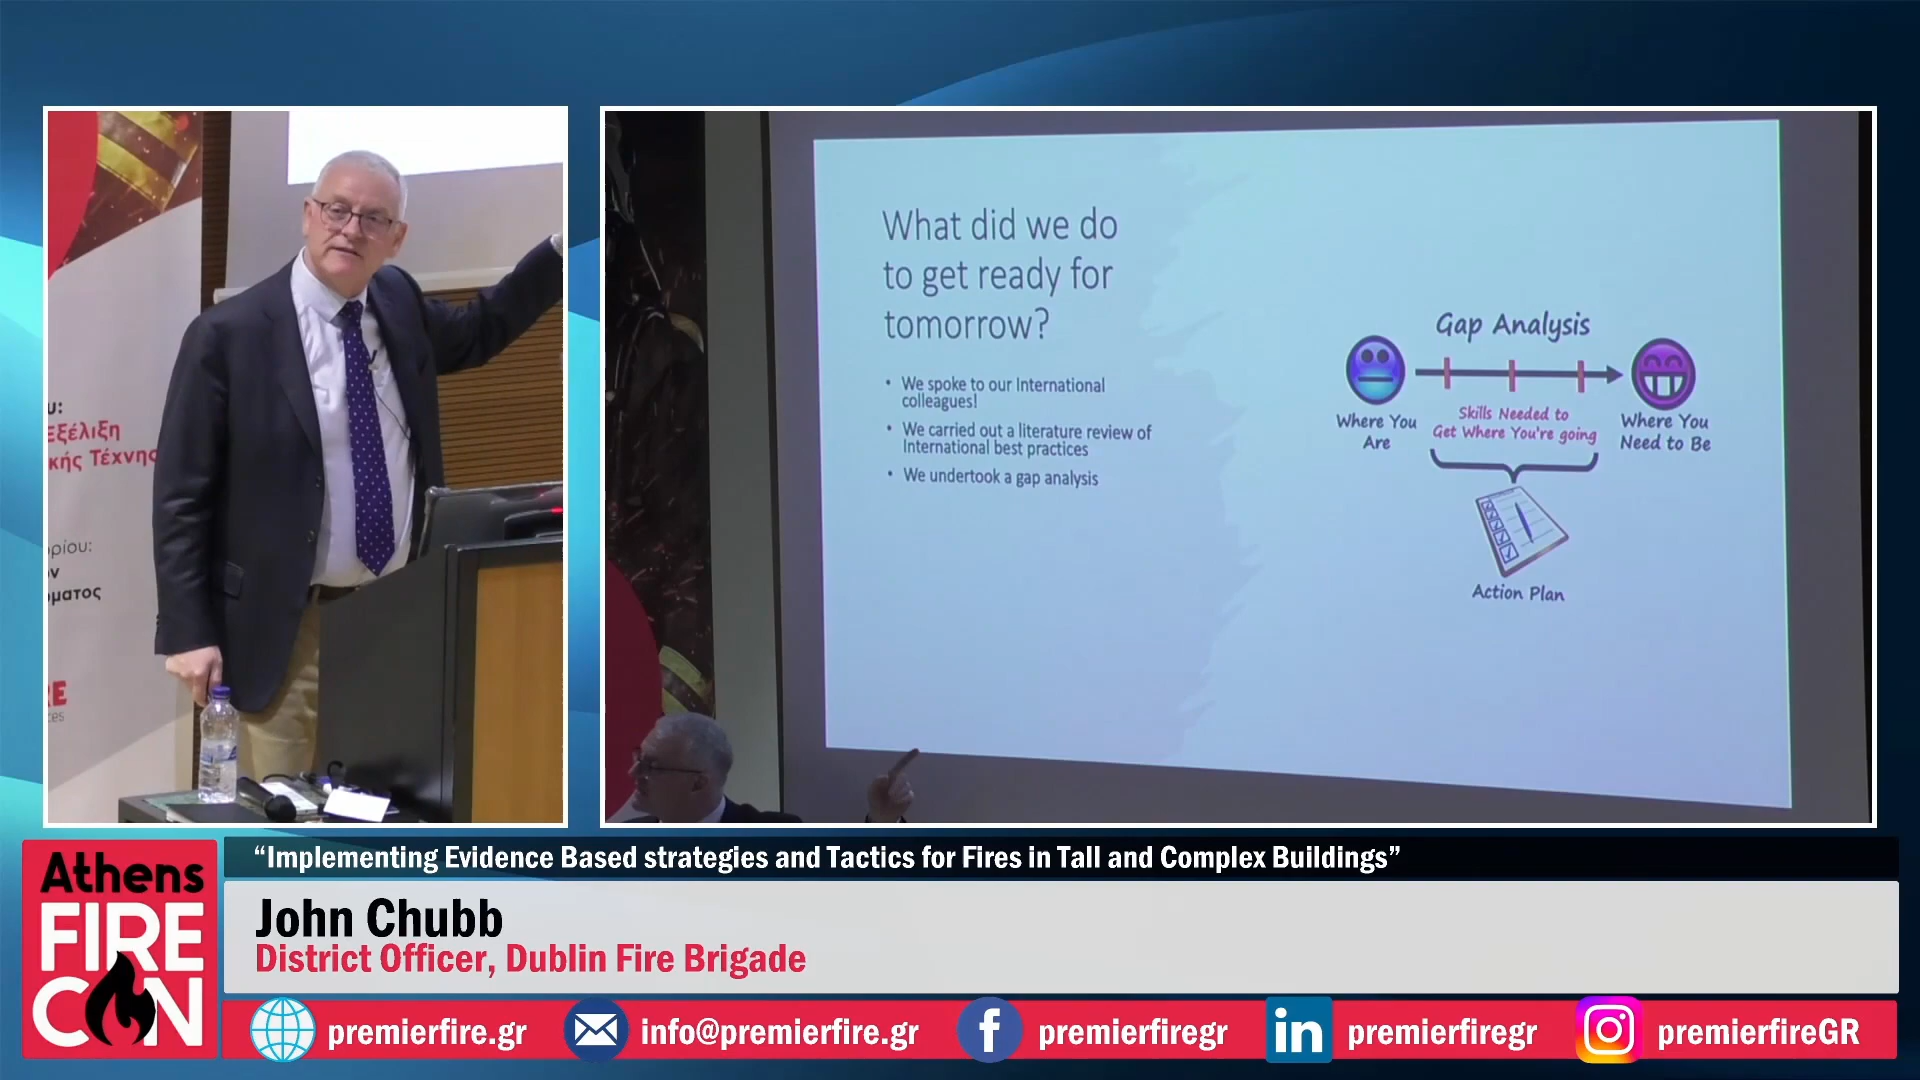 υ:
Εξέλιξη
κής Τέχνης
ρίου:
ν
ματος
RE
ces
What did we do
to get ready for
tomorrow?
• We spoke to our International
colleagues!
• We carried out a literature review of
International best practices
• We undertook a gap analysis
Gap Analysis
Where You
Are
Skills Needed to
Get Where You're going
Where You
Need to Be
Action Plan
Athens
FIRE
CON
“Implementing Evidence Based strategies and Tactics for Fires in Tall and Complex Buildings”
John Chubb
District Officer, Dublin Fire Brigade
premierfire.gr
info@premierfire.gr
premierfiregr
premierfiregr
premierfireGR